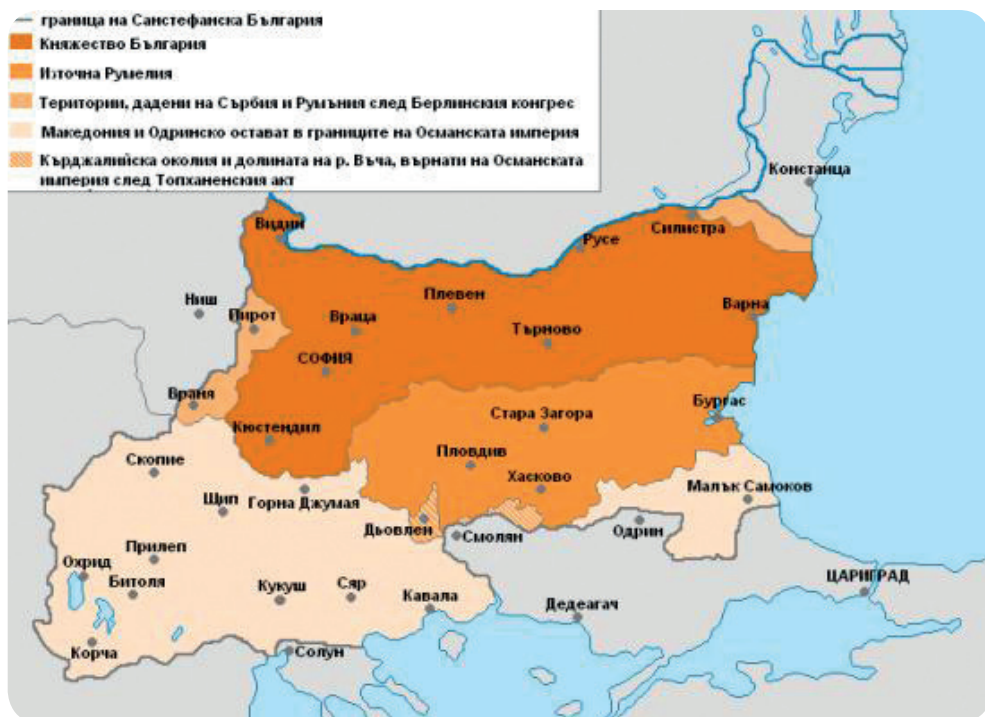 граница на Санстефанска България
Княжество България
Източна Румелия
Територии, дадени на Сърбия и Румъния след Берлинския конгрес
Македония и Одринско остават в границите на Османската империя
Кърджалийска околия и долината на р. Въча, върнати на Османската
империя след Топханенския акт
Констанца
Видин
Русе
Силистра
Ниш
Пирот
Плевен
Враца
Варна
Търново
СОФИЯ
Враня
Кюстендил
Стара Загора
Бургас
Пловдив
Скопие
Хасково
Щип
Горна Джумая
Малък Самоков
Дьовлен
Смолян
Одрин
Прилеп
Охрид
Битоля
Кукуш
Сяр
Кавала
Дедеагач
ЦАРИГРАД
Корча
Солун